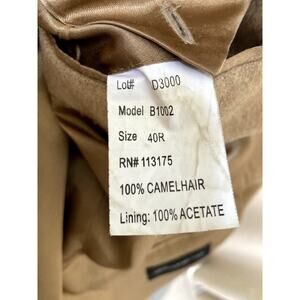 Lot# D3000
Model B1002
Size 40R
RN# 113175
100% CAMELHAIR
Lining: 100% ACETATE